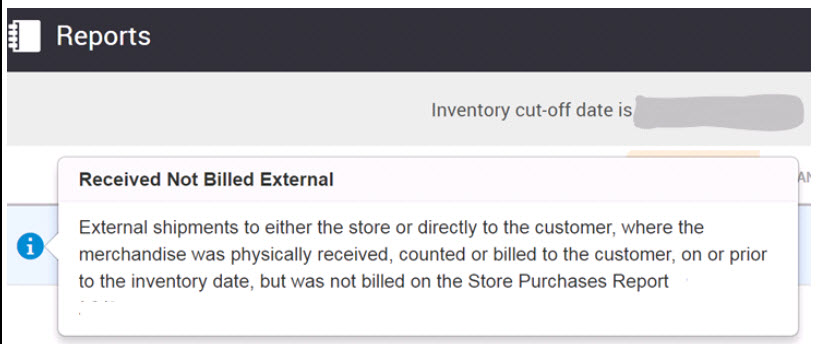 Reports
Inventory cut-off date is
Received Not Billed External
External shipments to either the store or directly to the customer, where the
merchandise was physically received, counted or billed to the customer, on or prior
to the inventory date, but was not billed on the Store Purchases Report